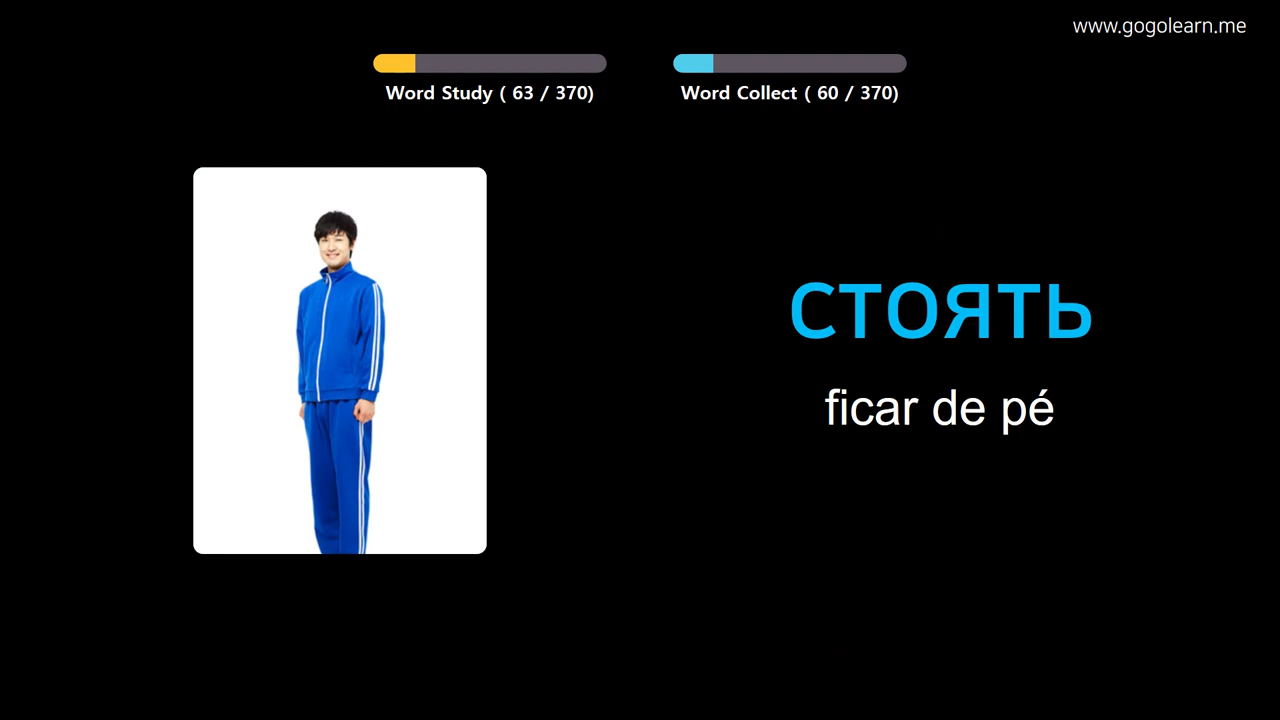 www.gogolearn.me
Word Study ( 63 / 370)
Word Collect ( 60 / 370)
стоять
ficar de pé